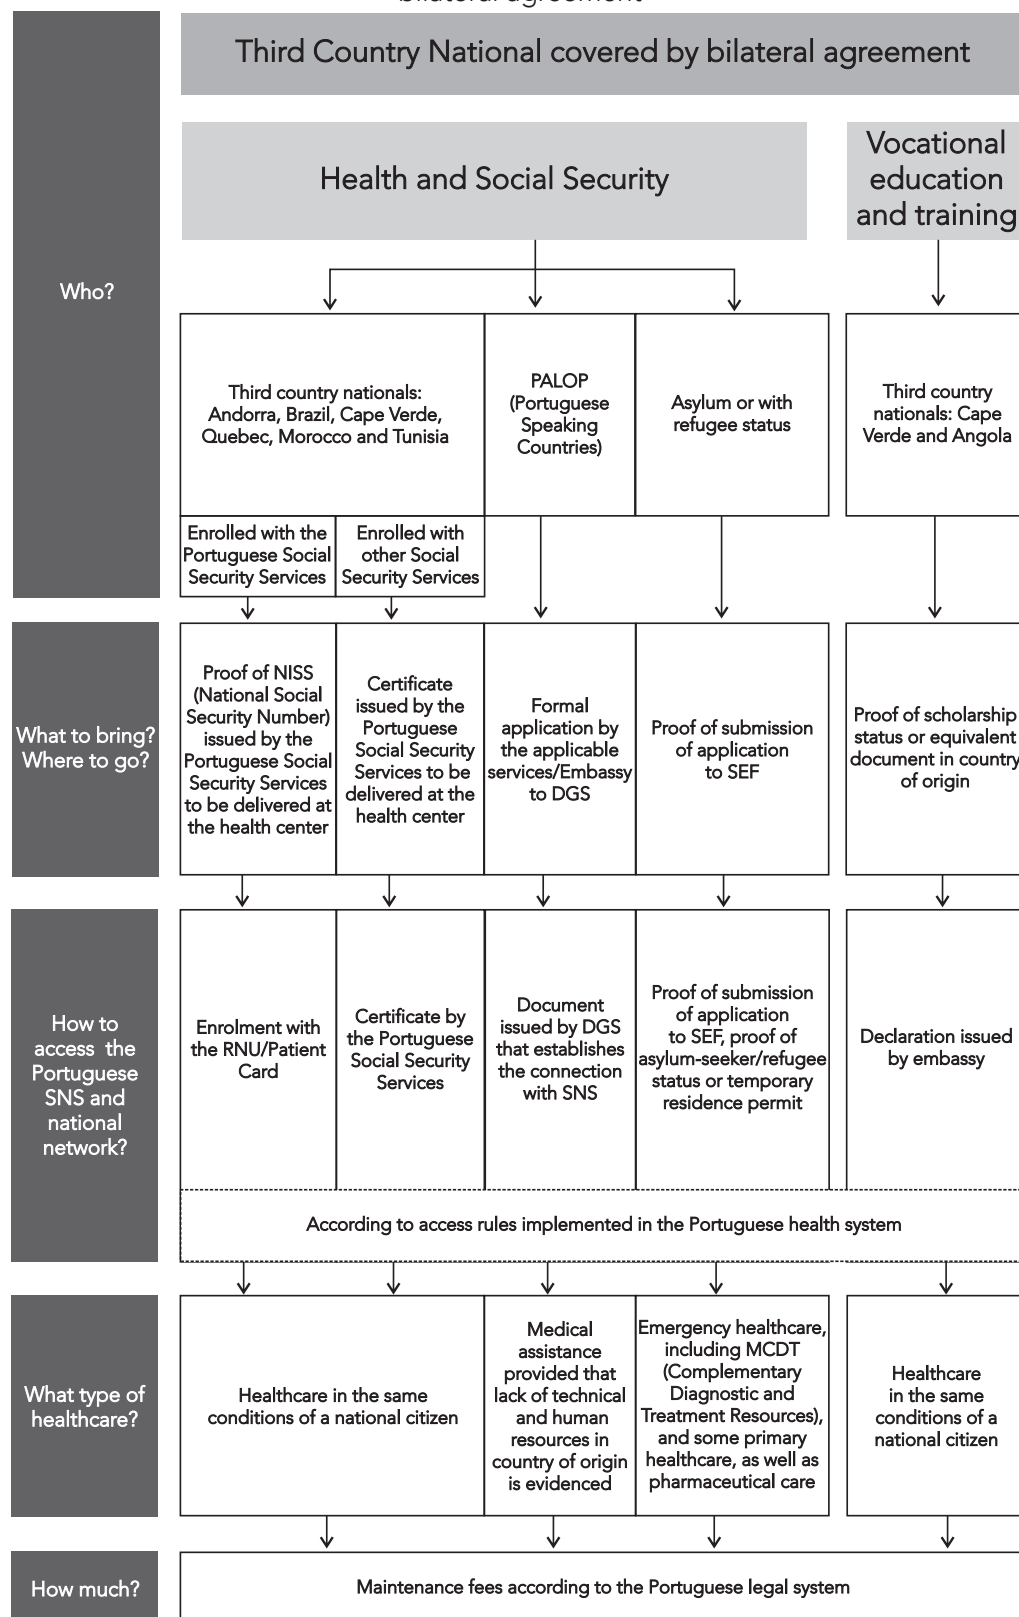 bilateral agreement
Third Country National covered by bilateral agreement
Who?
Health and Social Security
Vocational
education
and training
Third country nationals:
Andorra, Brazil, Cape Verde,
Quebec, Morocco and Tunisia
PALOP
(Portuguese
Speaking
Countries)
Asylum or with
refugee status
Third country
nationals: Cape
Verde and Angola
Enrolled with the
Portuguese Social
Security Services
Enrolled with
other Social
Security Services
What to bring?
Where to go?
Proof of NISS
(National Social
Security Number)
issued by the
Portuguese Social
Security Services
to be delivered at
the health center
Certificate
issued by the
Portuguese
Social Security
Services to be
delivered at the
health center
Formal
application by
the applicable
services/Embassy
to DGS
Proof of submission
of application
to SEF
Proof of scholarship
status or equivalent
document in country
of origin
How to
access the
Portuguese
SNS and
national
network?
Enrolment with
the RNU/Patient
Card
Certificate by
the Portuguese
Social Security
Services
Document
issued by DGS
that establishes
the connection
with SNS
Proof of submission
of application
to SEF, proof of
asylum-seeker/refugee
status or temporary
residence permit
Declaration issued
by embassy
According to access rules implemented in the Portuguese health system
What type of
healthcare?
Healthcare in the same
conditions of a national citizen
Medical
assistance
provided that
lack of technical
and human
resources in
country of origin
is evidenced
Emergency healthcare,
including MCDT
(Complementary
Diagnostic and
Treatment Resources),
and some primary
healthcare, as well as
pharmaceutical care
Healthcare
in the same
conditions of a
national citizen
How much?
Maintenance fees according to the Portuguese legal system